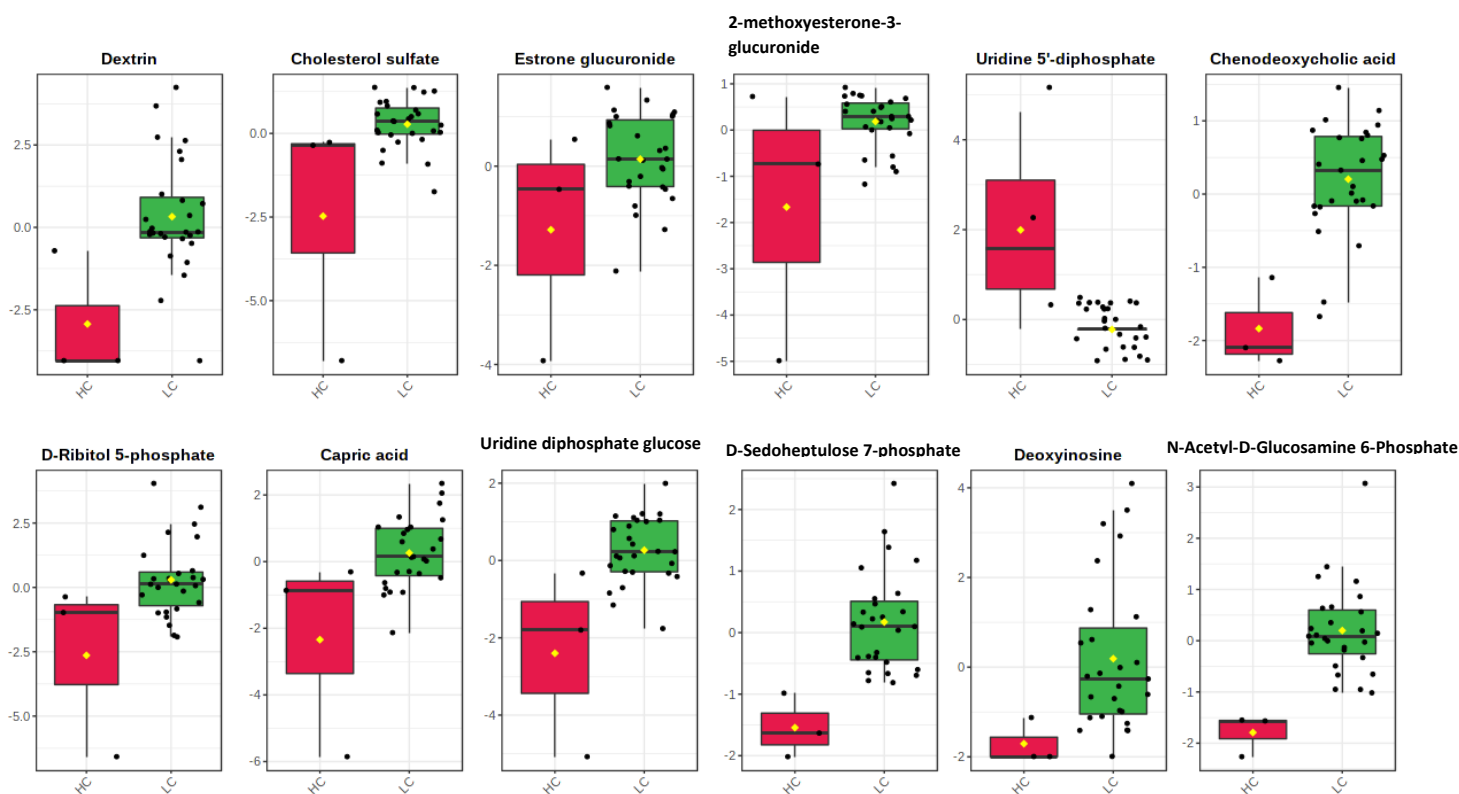 2-methoxyesterone-3-
glucuronide
Dextrin
Cholesterol sulfate
Estrone glucuronide
Uridine 5'-diphosphate
Chenodeoxycholic acid
2.5
0.0
-2.5
HC
LC
0.0
-2.5
-5.0
HC
LC
0
-2
-4
HC
LC
1
0
-1
-2
-3
-4
-5
HC
LC
4
2
0
HC
LC
1
0
-1
-2
HC
LC
D-Ribitol 5-phosphate
Capric acid
Uridine diphosphate glucose
D-Sedoheptulose 7-phosphate
Deoxyinosine
N-Acetyl-D-Glucosamine 6-Phosphate
2.5
0.0
-2.5
-5.0
HC
LC
2
0
-2
-4
-6
HC
LC
2
0
-2
-4
HC
LC
2
1
0
-1
-2
HC
LC
4
2
0
-2
HC
LC
3
2
1
0
-1
-2
HC
LC